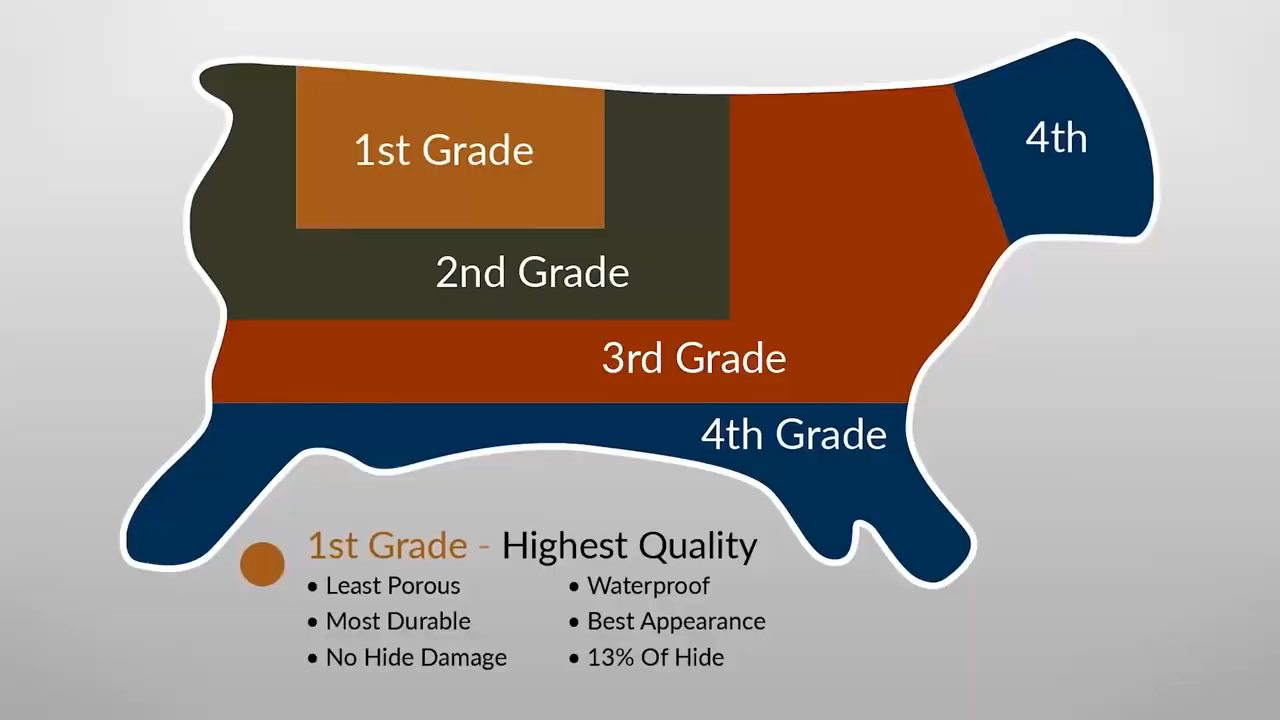 1st Grade
4th
2nd Grade
3rd Grade
4th Grade
1st Grade - Highest Quality
• Least Porous
• Most Durable
• No Hide Damage
• Waterproof
• Best Appearance
• 13% Of Hide